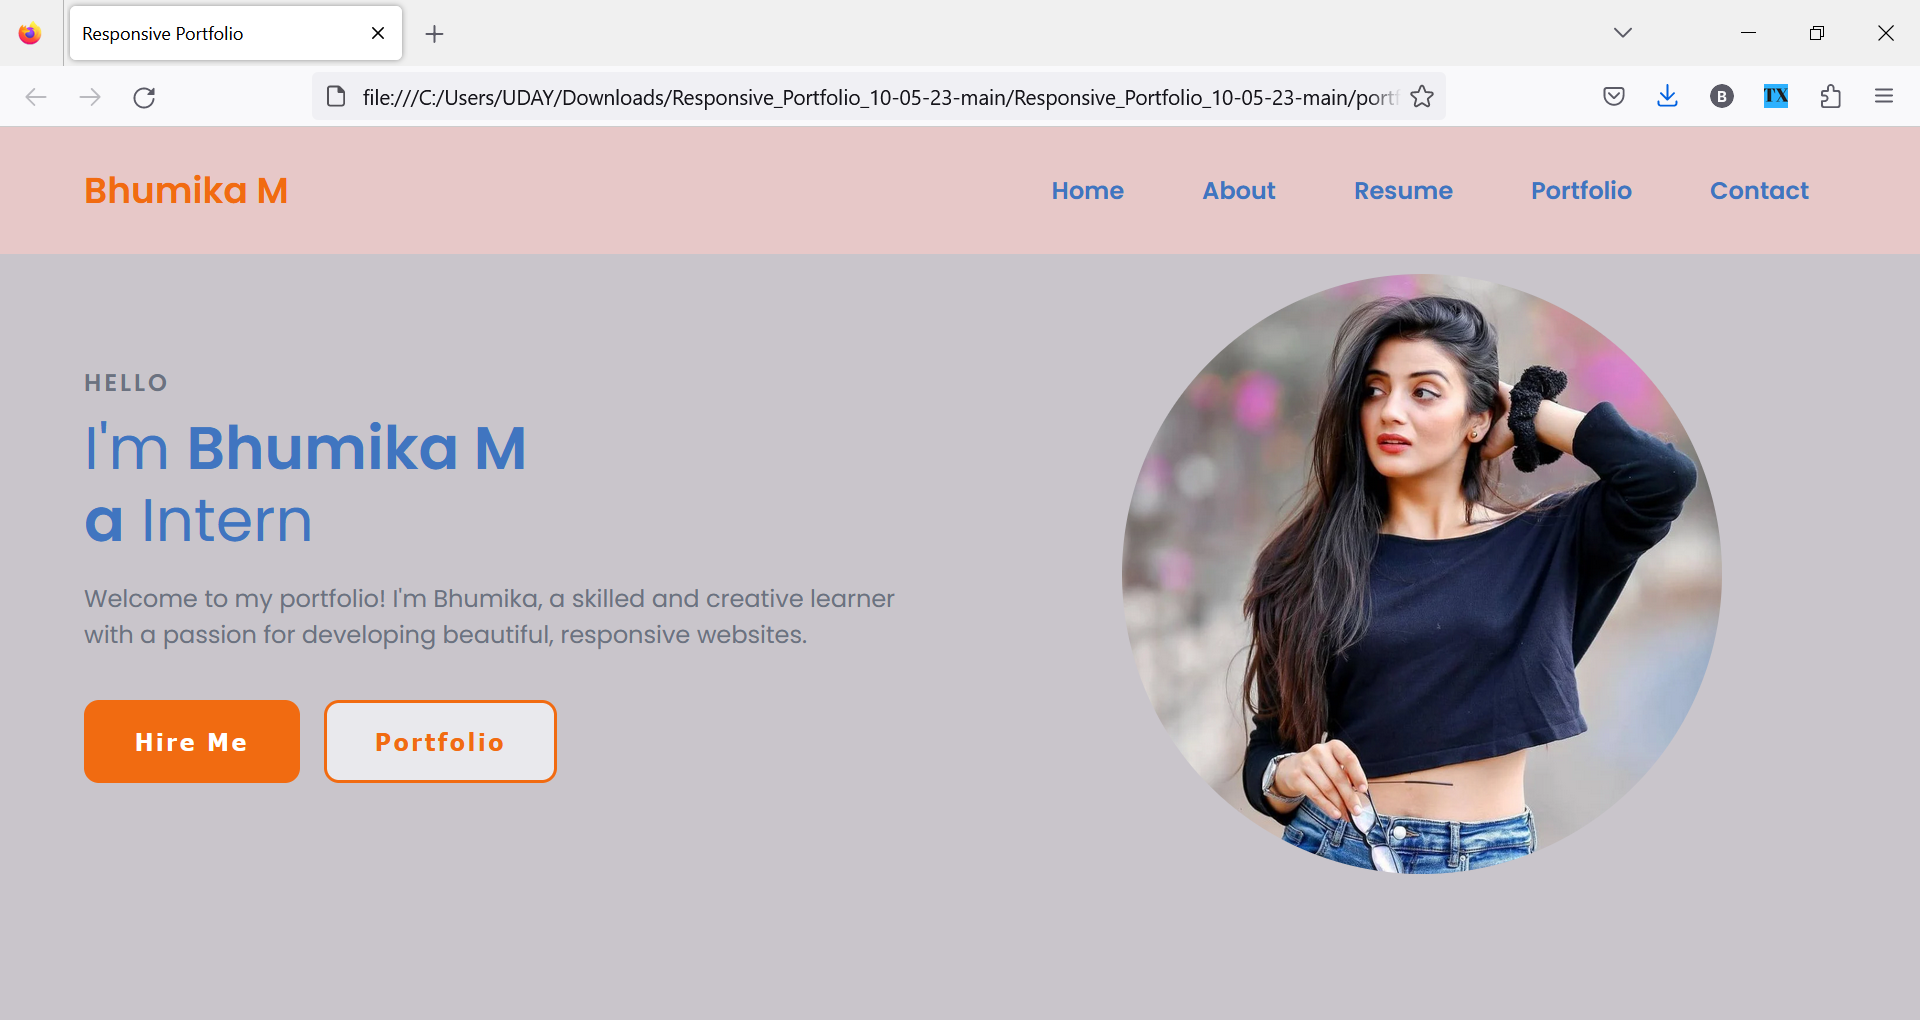 Responsive Portfolio
file:///C:/Users/UDAY/Downloads/Responsive_Portfolio_10-05-23-main/Responsive_Portfolio_10-05-23-main/portf
B
TX
Bhumika M
Home
About
Resume
Portfolio
Contact
HELLO
I'm Bhumika M
a Intern
Welcome to my portfolio! I'm Bhumika, a skilled and creative learner
with a passion for developing beautiful, responsive websites.
Hire Me
Portfolio